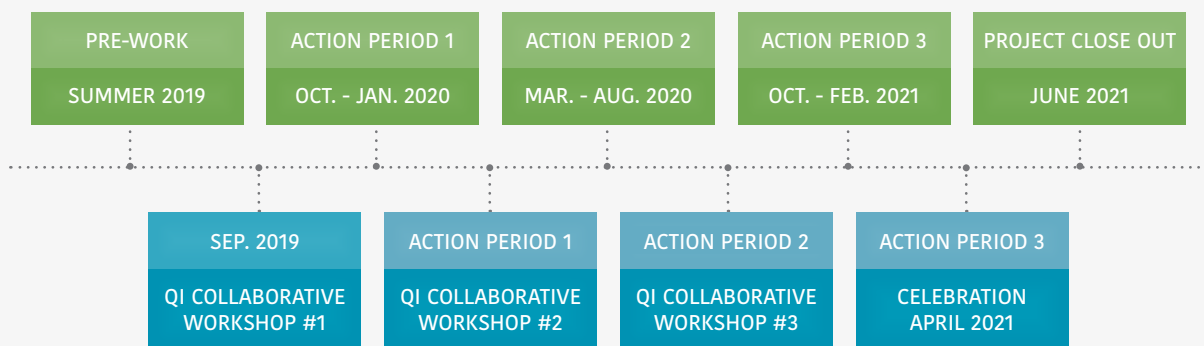 PRE-WORK
SUMMER 2019
ACTION PERIOD 1
OCT. - JAN. 2020
ACTION PERIOD 2
MAR. - AUG. 2020
ACTION PERIOD 3
OCT. - FEB. 2021
PROJECT CLOSE OUT
JUNE 2021
SEP. 2019
QI COLLABORATIVE
WORKSHOP #1
ACTION PERIOD 1
QI COLLABORATIVE
WORKSHOP #2
ACTION PERIOD 2
QI COLLABORATIVE
WORKSHOP #3
ACTION PERIOD 3
CELEBRATION
APRIL 2021